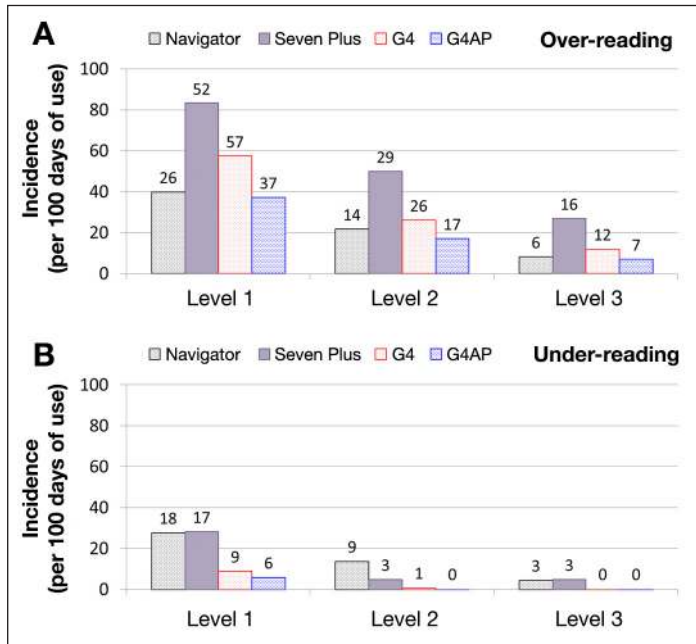 A
Navigator Seven Plus G4 G4AP
Over-reading
Incidence
(per 100 days of use)
100
80
60
40
20
0
26 52 57 37
14 29 26 17
6 16 12 7
Level 1 Level 2 Level 3
B
Navigator Seven Plus G4 G4AP
Under-reading
Incidence
(per 100 days of use)
100
80
60
40
20
0
18 17 9 6
9 3 1 0
3 3 0 0
Level 1 Level 2 Level 3